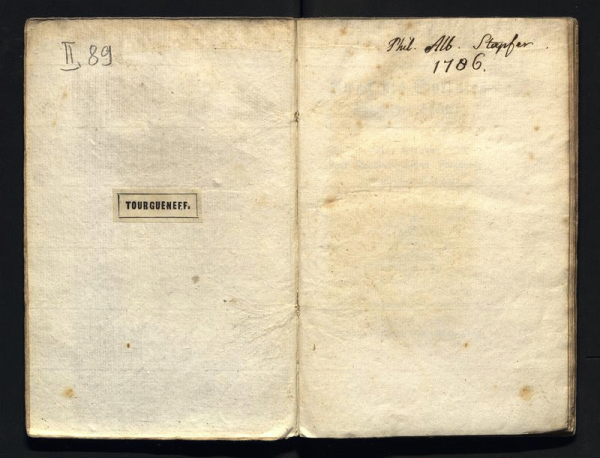 II, 89
TOURGUENEFF.
Phil. Alb. Stapfer.
1786.